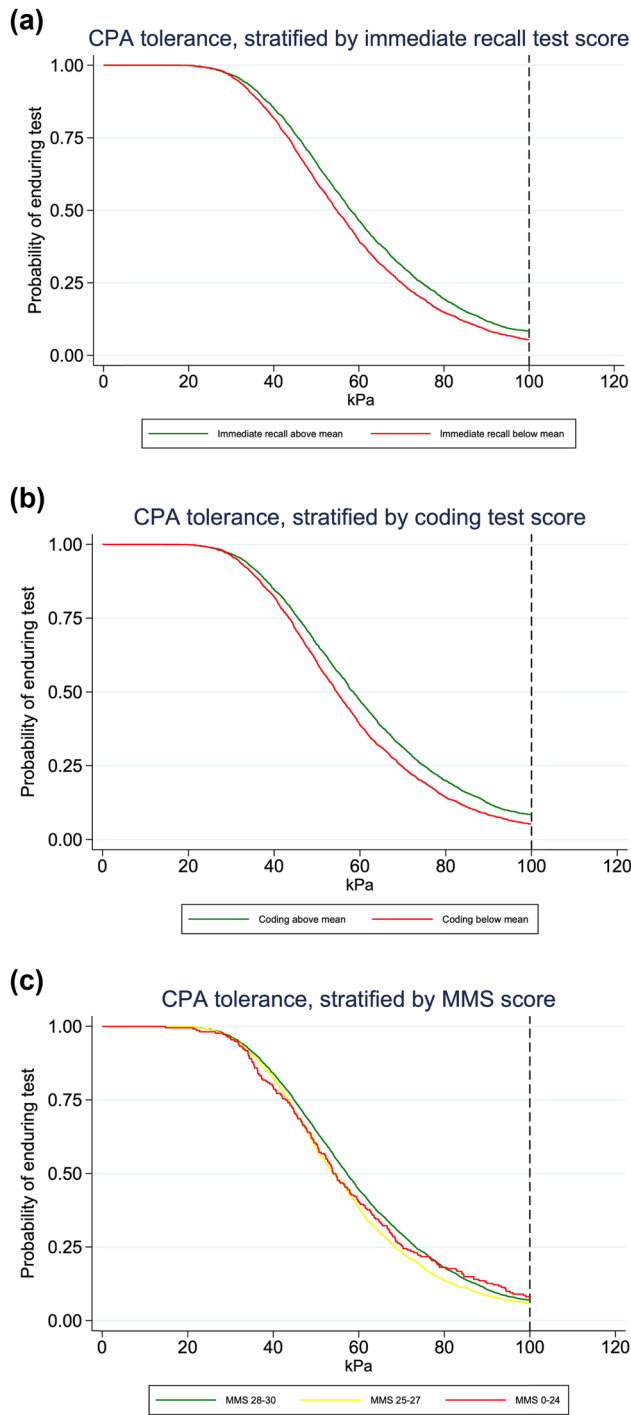 (a)
CPA tolerance, stratified by immediate recall test score
Probability of enduring test
1.00
0.75
0.50
0.25
0.00
0 20 40 60 80 100 120
kPa
Immediate recall above mean Immediate recall below mean
(b)
CPA tolerance, stratified by coding test score
Probability of enduring test
1.00
0.75
0.50
0.25
0.00
0 20 40 60 80 100 120
kPa
Coding above mean Coding below mean
(c)
CPA tolerance, stratified by MMS score
Probability of enduring test
1.00
0.75
0.50
0.25
0.00
0 20 40 60 80 100 120
kPa
MMS 28-30 MMS 25-27 MMS 0-24